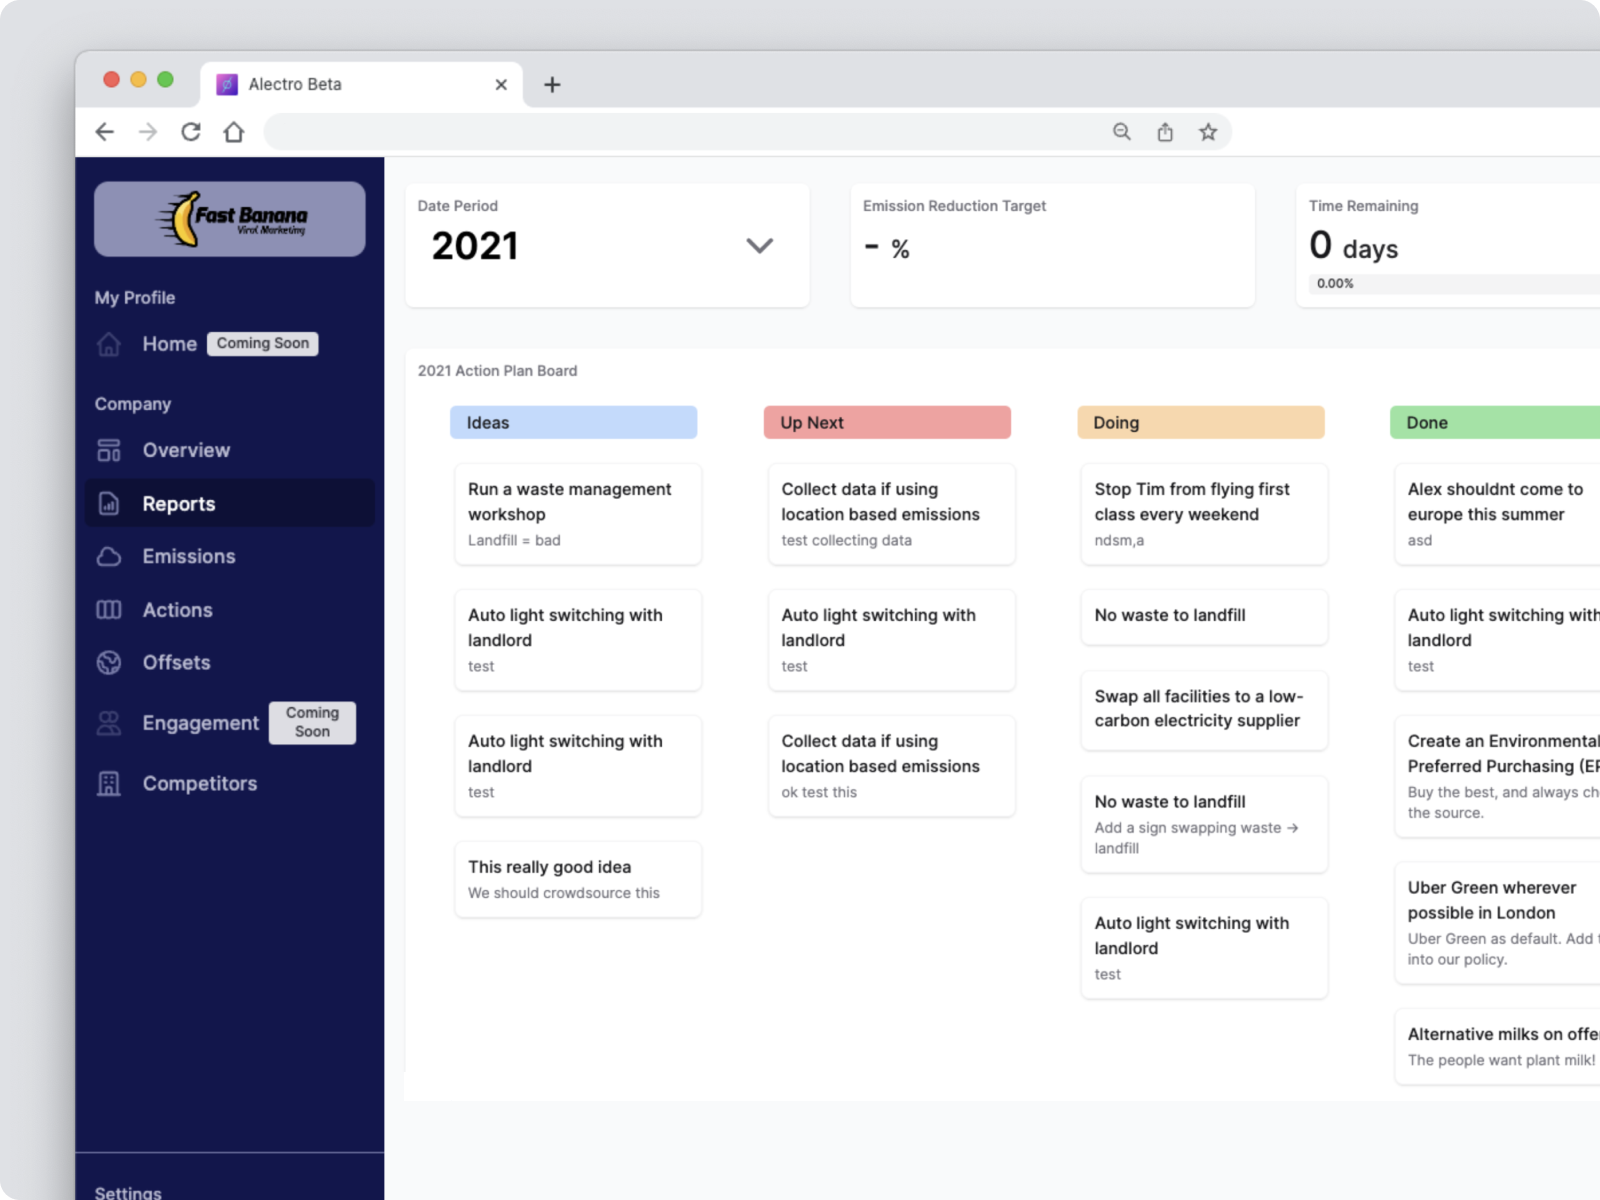 Alectro Beta
Fast Banana
Viral Marketing
My Profile
Home
Coming Soon
Company
Overview
Reports
Emissions
Actions
Offsets
Engagement
Coming
Soon
Competitors
Settings
Date Period
2021
Emission Reduction Target
- %
Time Remaining
0 days
0.00%
2021 Action Plan Board
Ideas
Run a waste management
workshop
Landfill = bad
Auto light switching with
landlord
test
Auto light switching with
landlord
test
This really good idea
We should crowdsource this
Up Next
Collect data if using
location based emissions
test collecting data
Auto light switching with
landlord
test
Collect data if using
location based emissions
ok test this
Doing
Stop Tim from flying first
class every weekend
ndsm,a
No waste to landfill
Swap all facilities to a low-
carbon electricity supplier
No waste to landfill
Add a sign swapping waste →
landfill
Auto light switching with
landlord
test
Done
Alex shouldnt come to
europe this summer
asd
Auto light switching with
landlord
test
Create an Environmental
Preferred Purchasing
Buy the best, and always
the source.
Uber Green wherever
possible in London
Uber Green as default. Add
into our policy.
Alternative milks on
The people want plant milk!